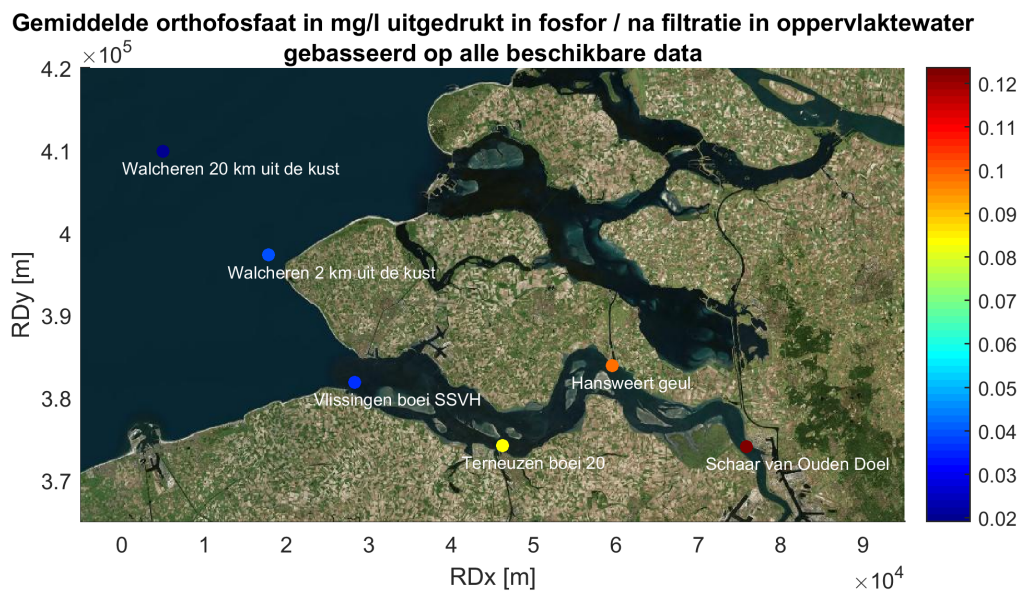 Gemiddelde orthofosfaat in mg/l uitgedrukt in fosfor / na filtratie in oppervlaktewater
gebasseerd op alle beschikbare data
×10⁵
4.2
4.1
4
3.9
3.8
3.7
RDy [m]
Walcheren 20 km uit de kust
Walcheren 2 km uit de kust
Vlissingen boei SSVH
Hansweert geul
Terneuzen boei 20
Schaar van Ouden Doel
0 1 2 3 4 5 6 7 8 9
RDx [m]
×10⁴
0.12
0.11
0.1
0.09
0.08
0.07
0.06
0.05
0.04
0.03
0.02